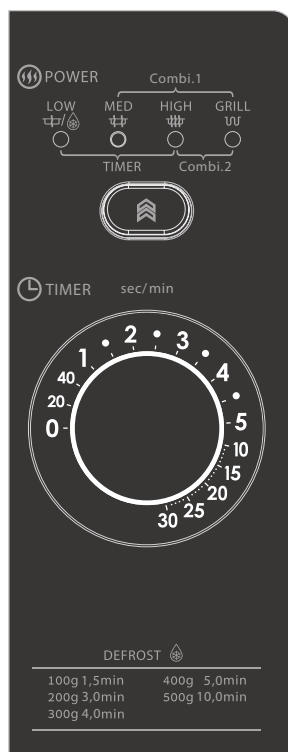 POWER
Combi.1
LOW MED HIGH GRILL
TIMER Combi.2
TIMER sec/min
0 20 40 1 2 3 4 5 10 15 20 25 30
DEFROST
100g 1,5min 400g 5,0min
200g 3,0min 500g 10,0min
300g 4,0min